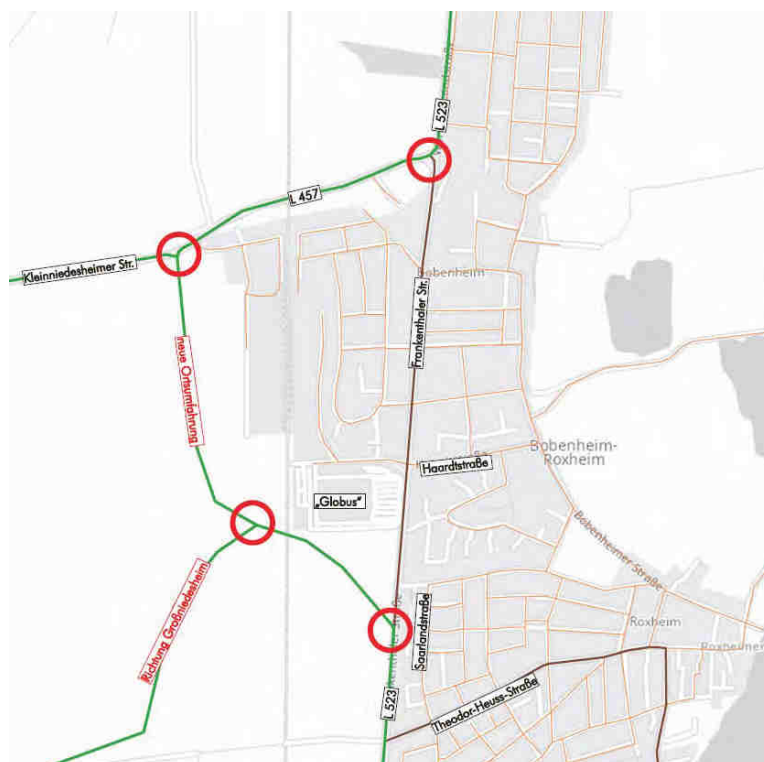 L 523
L 457
Kleinniedesheimer Str.
Bobenheim
Frankenthaler Str.
neue Ortsumfahrung
Haardtstraße
Bobenheim-
Roxheim
„Globus“
Bobenheimer Straße
Richtung Großniedesheim
Saarlandstraße
Roxheim
Roxheimer
L 523
Theodor-Heuss-Straße